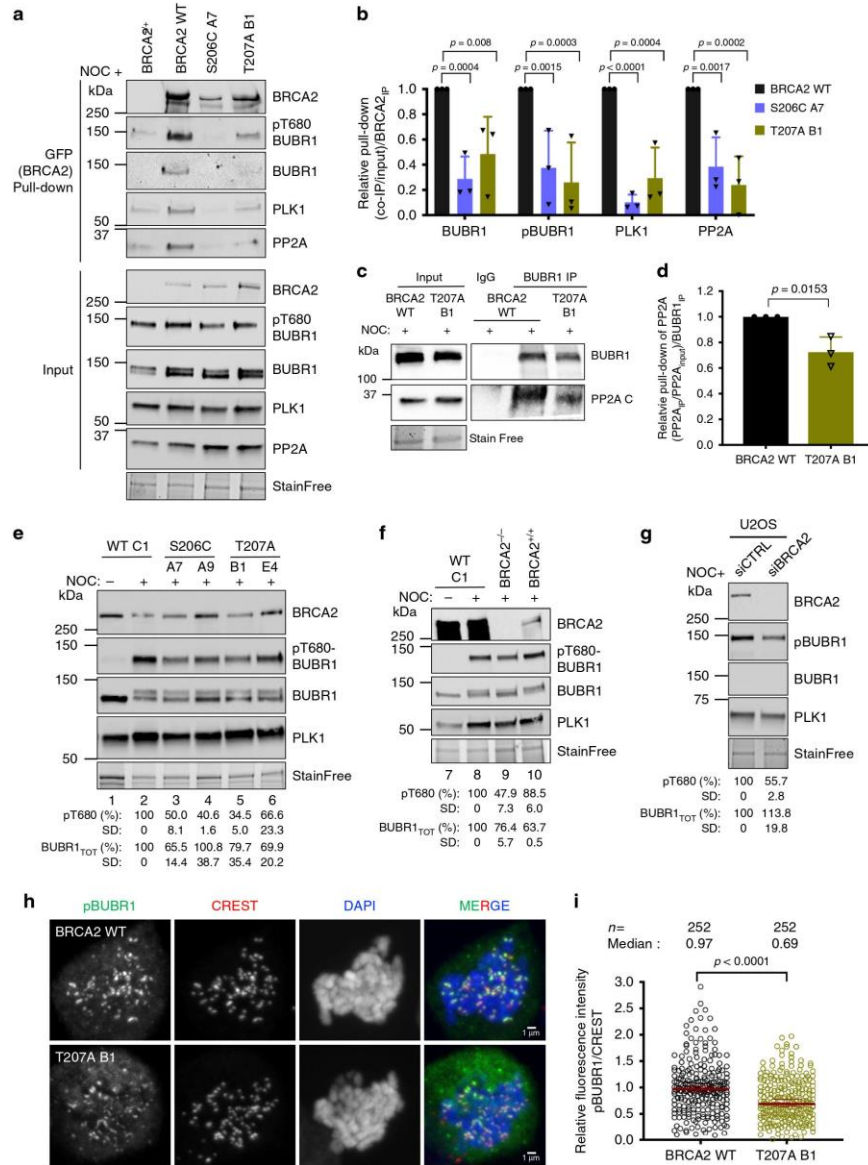 a
NOC +
BRCA2+/+
BRCA2 WT
S206C A7
T207A B1
kDa
GFP
(BRCA2)
Pull-down
250
BRCA2
150
pT680
BUBR1
150
BUBR1
50
PLK1
37
PP2A
Input
250
BRCA2
150
pT680
BUBR1
150
BUBR1
50
PLK1
37
PP2A
StainFree
b
p = 0.008
p = 0.0004
p = 0.0003
p = 0.0015
p = 0.0004
p <0.0001
p = 0.0002
p = 0.0017
BRCA2 WT
S206C A7
T207A B1
Relative pull-down
(co-IP/input)/BRCA2IP
1.0
0.8
0.6
0.4
0.2
0.0
BUBR1
pBUBR1
PLK1
PP2A
c
Input
IgG
BUBR1 IP
BRCA2 WT
T207A B1
BRCA2 WT
T207A B1
NOC: + + + + +
kDa
100
BUBR1
37
PP2A C
Stain Free
d
p = 0.0153
Relatvie pull-down of PP2A
(PP2AIP/PP2Ainput)/BUBR1IP
1.2
1.0
0.8
0.6
0.4
0.2
0.0
BRCA2 WT
T207A B1
e
WT C1 S206C T207A
A7 A9 B1 E4
NOC: – + + + + +
kDa
250
BRCA2
150
pT680-
BUBR1
150
BUBR1
50
PLK1
StainFree
1 2 3 4 5 6
pT680 (%): 100 50.0 40.6 34.5 66.6
SD: 0 8.1 1.6 5.0 23.3
BUBR1TOT (%): 100 65.5 100.8 79.7 69.9
SD: 0 14.4 38.7 35.4 20.2
f
WT
C1
BRCA2–/–
BRCA2+/+
NOC: – + + +
kDa
250
BRCA2
150
pT680-
BUBR1
150
BUBR1
50
PLK1
StainFree
7 8 9 10
pT680 (%): 100 47.9 88.5
SD: 0 7.3 6.0
BUBR1TOT (%): 100 76.4 63.7
SD: 0 5.7 0.5
g
U2OS
siCTRL
siBRCA2
NOC+
kDa
250
BRCA2
150
pBUBR1
150
BUBR1
75
PLK1
StainFree
pT680 (%): 100 55.7
SD: 0 2.8
BUBR1TOT (%): 100 113.8
SD: 0 19.8
h
pBUBR1
CREST
DAPI
MERGE
BRCA2 WT
1 μm
T207A B1
1 μm
i
n= 252 252
Median : 0.97 0.69
p < 0.0001
Relative fluorescence intensity
pBUBR1/CREST
3.0
2.5
2.0
1.5
1.0
0.5
0.0
BRCA2 WT
T207A B1